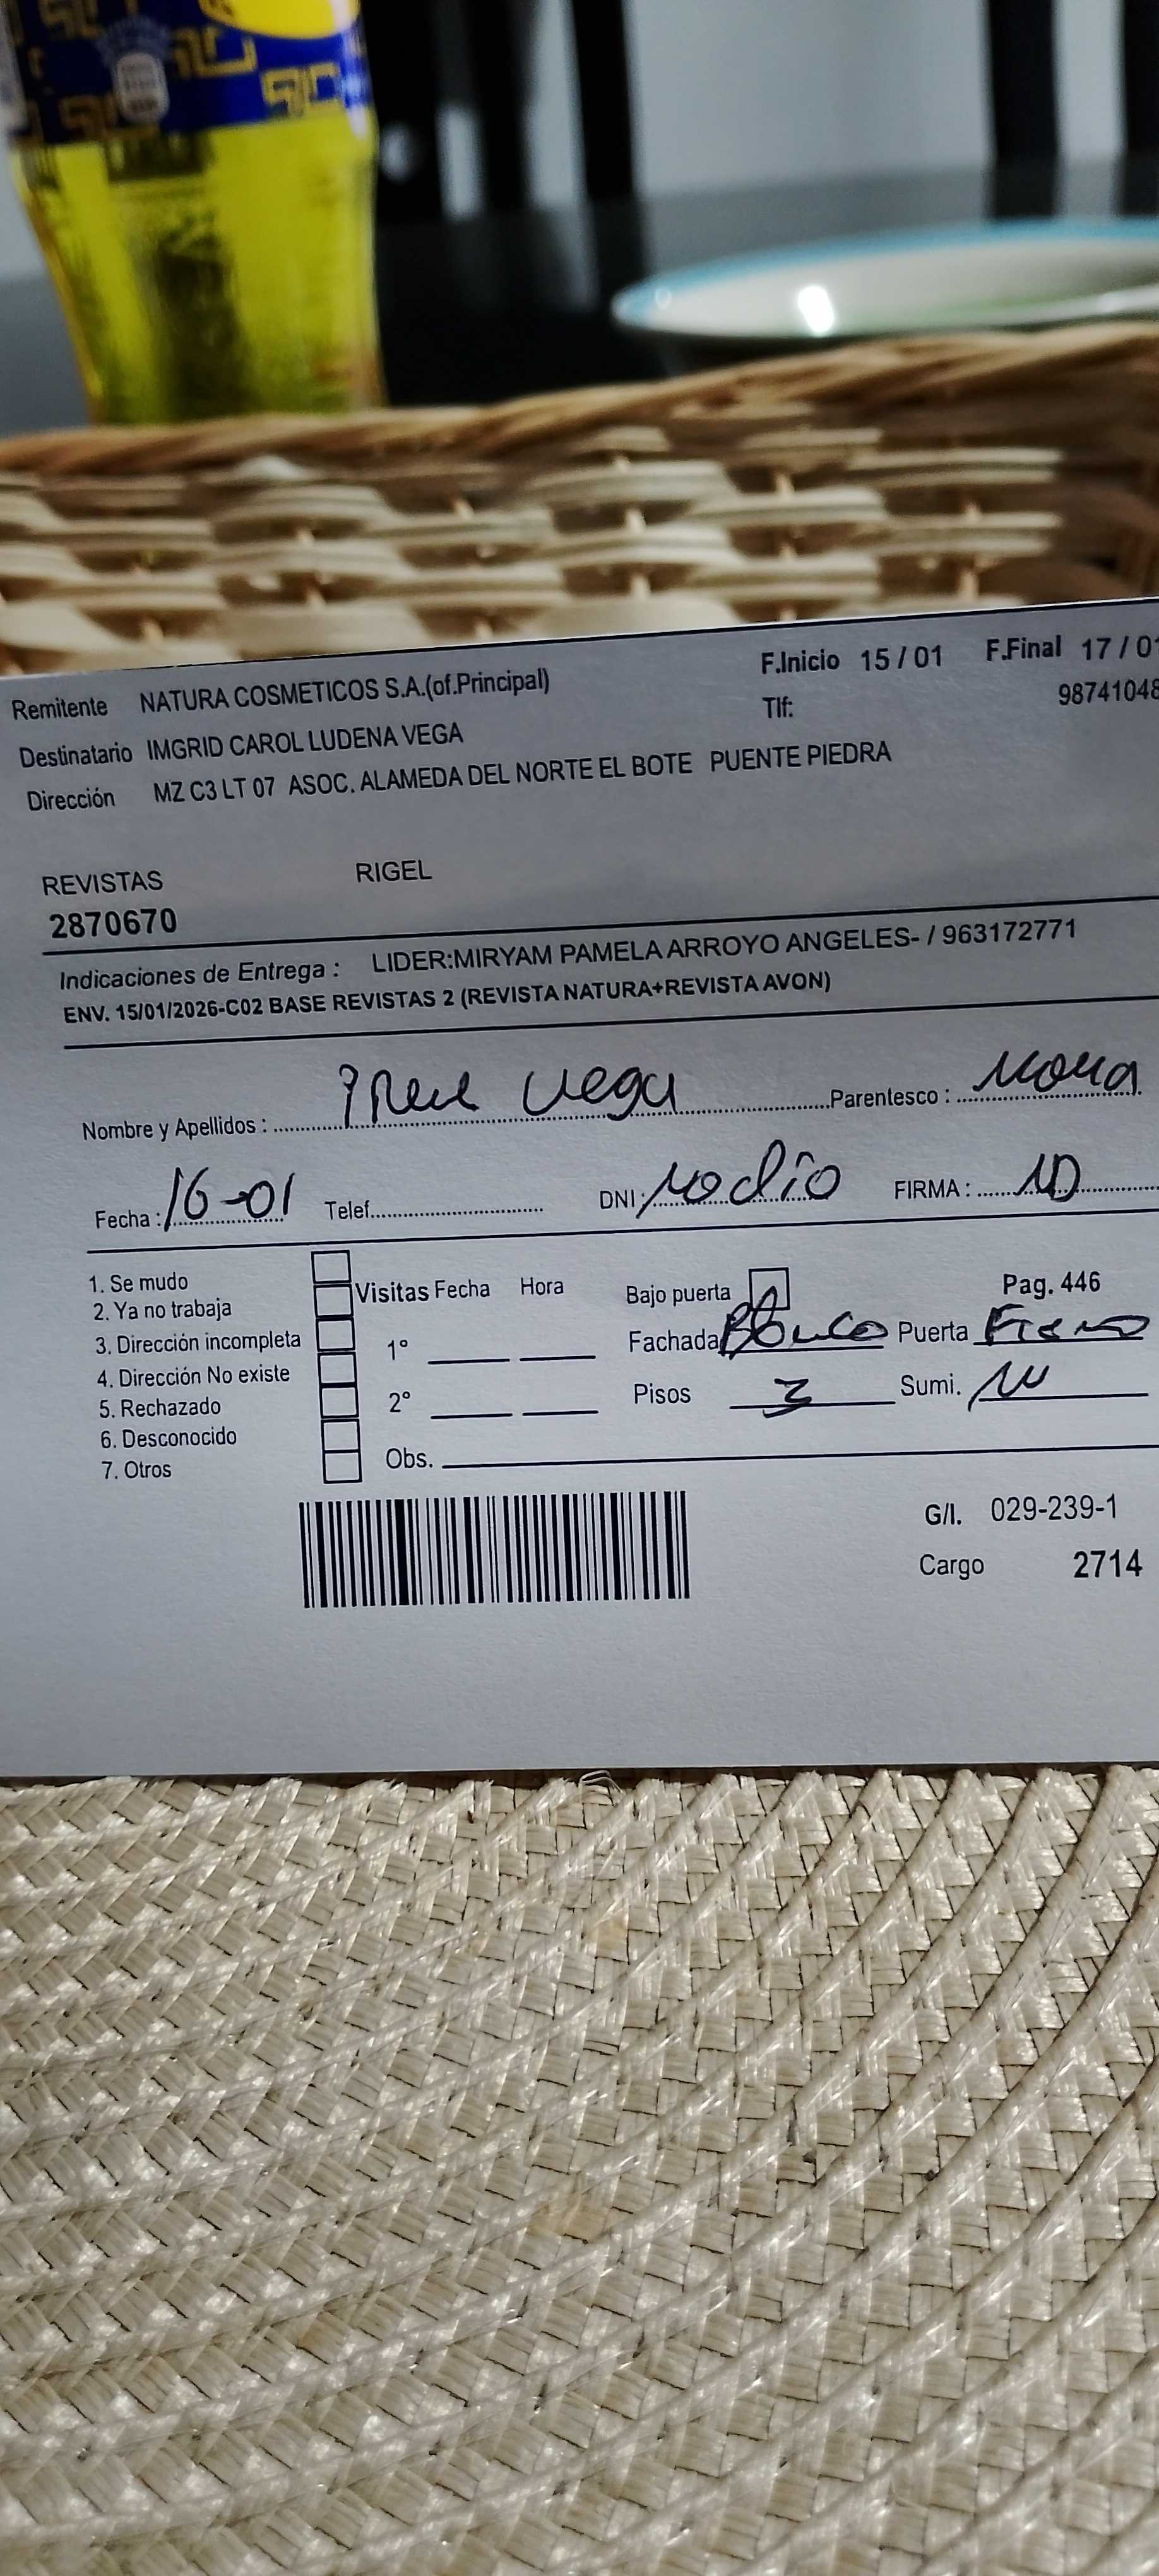 Remitente NATURA COSMETICOS S.A.(of.Principal) F.Inicio 15 / 01 F.Final 17 / 01
Tlf: 98741048
Destinatario IMGRID CAROL LUDENA VEGA
Dirección MZ C3 LT 07 ASOC. ALAMEDA DEL NORTE EL BOTE PUENTE PIEDRA
REVISTAS RIGEL
2870670
Indicaciones de Entrega : LIDER:MIRYAM PAMELA ARROYO ANGELES- / 963172771
ENV. 15/01/2026-C02 BASE REVISTAS 2 (REVISTA NATURA+REVISTA AVON)
Nombre y Apellidos : Irene Vega Parentesco :
Fecha : 16-01 Telef. DNI: no dio FIRMA :
1. Se mudo
2. Ya no trabaja
3. Dirección incompleta
4. Dirección No existe
5. Rechazado
6. Desconocido
7. Otros
Visitas Fecha Hora
1°
2°
Obs.
Bajo puerta Pag. 446
Fachada Puerta
Pisos 3 Sumi.
G/I. 029-239-1
Cargo 2714